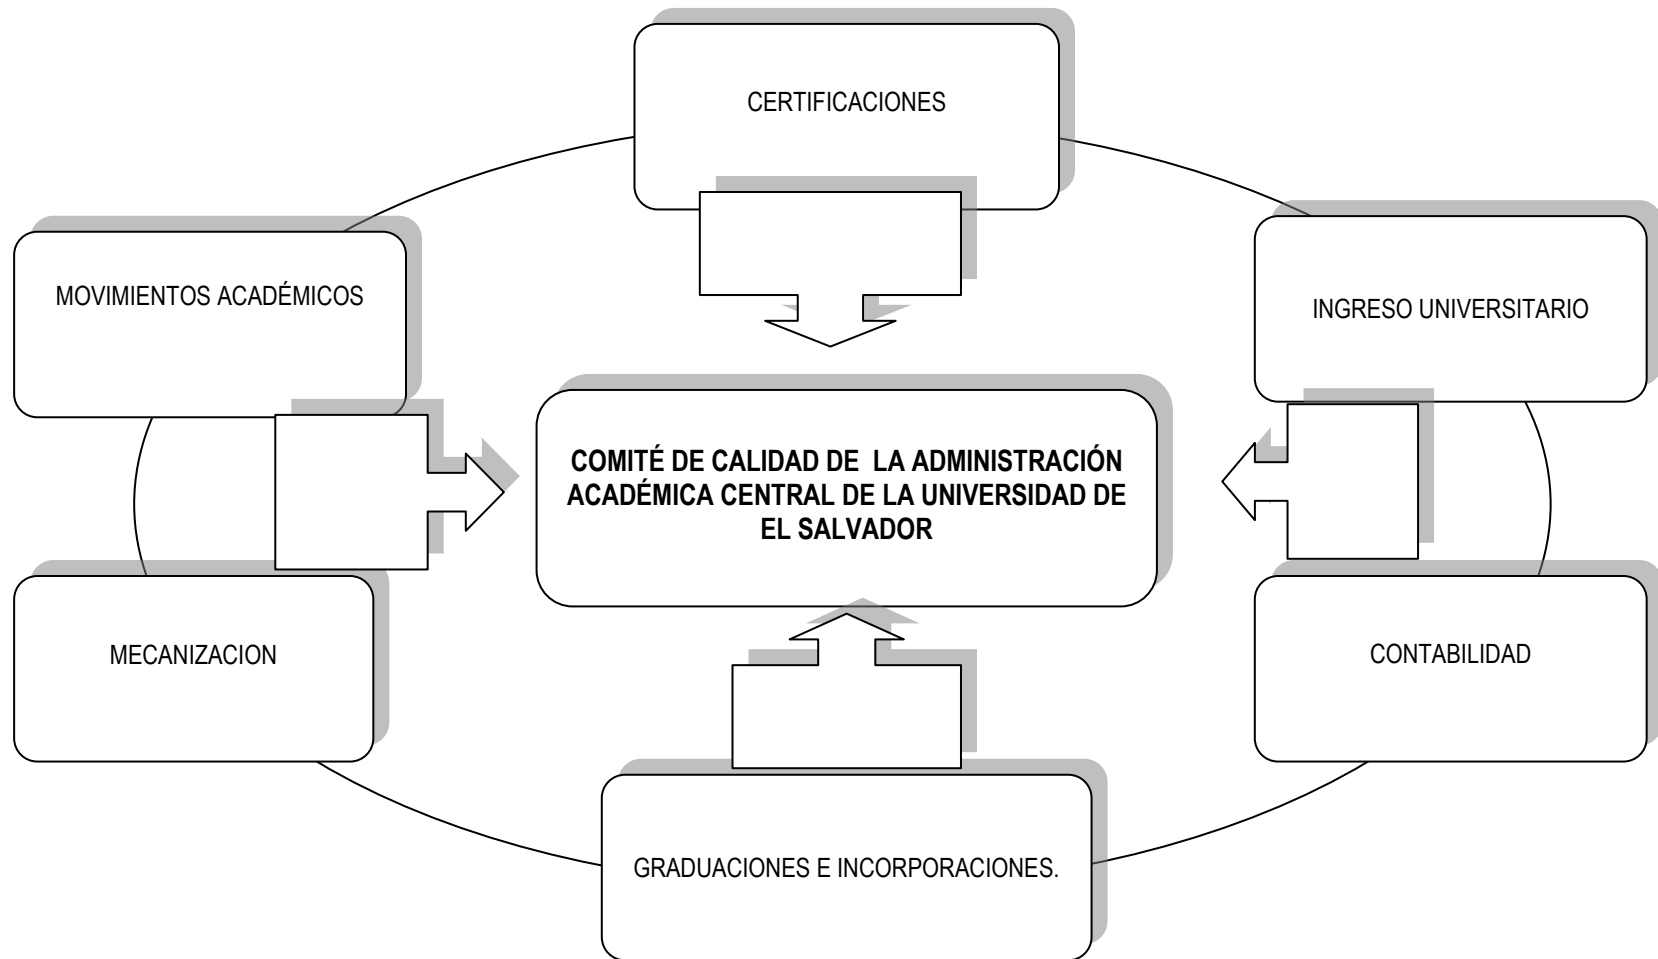 CERTIFICACIONES
MOVIMIENTOS ACADÉMICOS
INGRESO UNIVERSITARIO
COMITÉ DE CALIDAD DE  LA ADMINISTRACIÓN
ACADÉMICA CENTRAL DE LA UNIVERSIDAD DE
EL SALVADOR
MECANIZACION
CONTABILIDAD
GRADUACIONES E INCORPORACIONES.